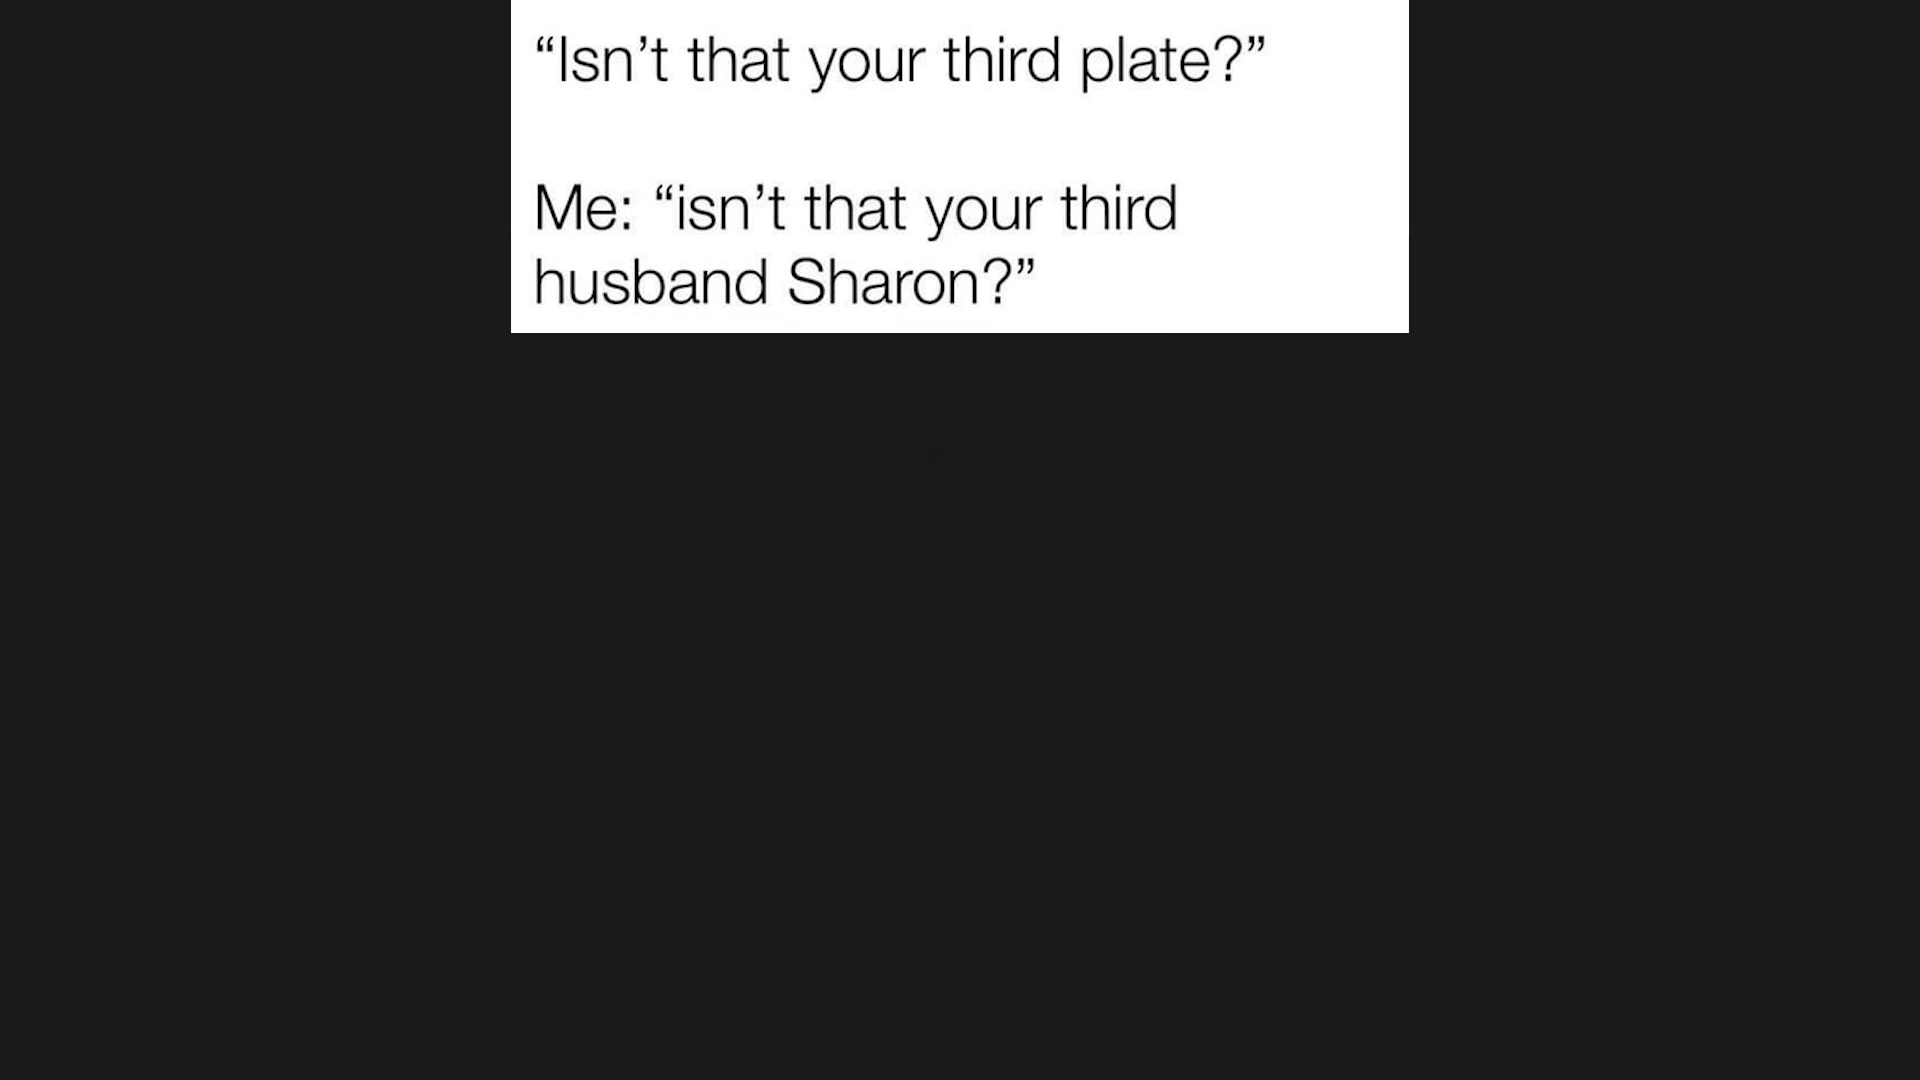 “Isn’t that your third plate?”
Me: “isn’t that your third
husband Sharon?”